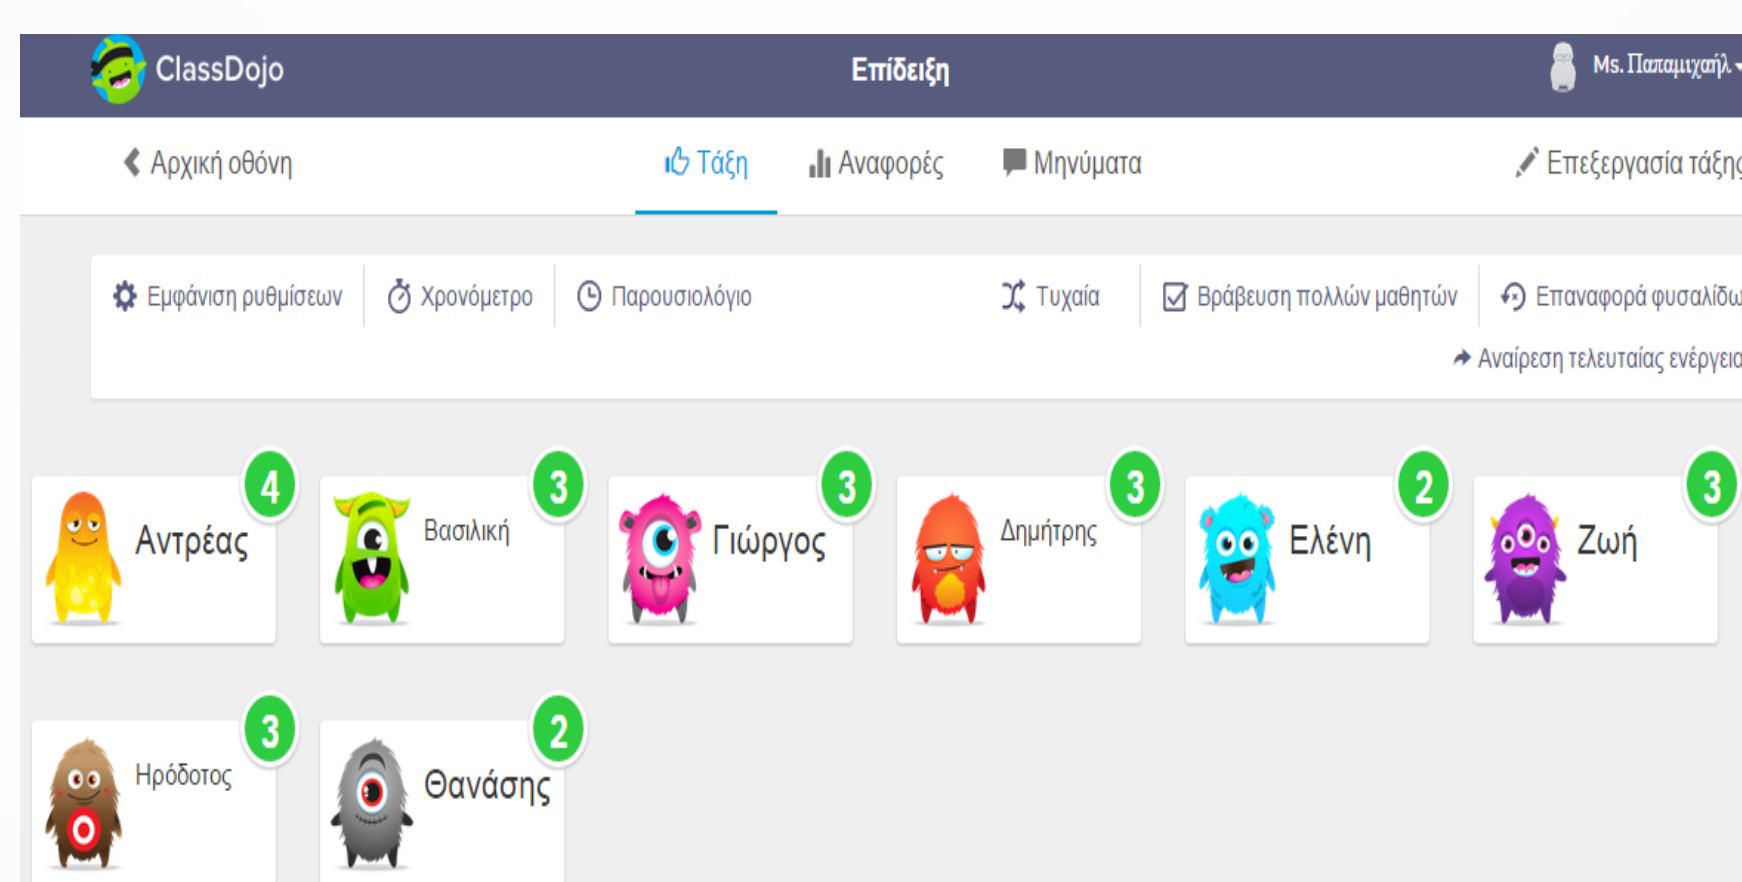 ClassDojo
Επίδειξη
Ms. Παπαμιχαήλ
Αρχική οθόνη
Τάξη
Αναφορές
Μηνύματα
Επεξεργασία τάξης
Εμφάνιση ρυθμίσεων
Χρονόμετρο
Παρουσιολόγιο
Τυχαία
Βράβευση πολλών μαθητών
Επαναφορά φυσαλίδω
Αναίρεση τελευταίας ενέργεια
4
3
3
3
2
3
Αντρέας
Βασιλική
Γιώργος
Δημήτρης
Ελένη
Ζωή
3
2
Ηρόδοτος
Θανάσης